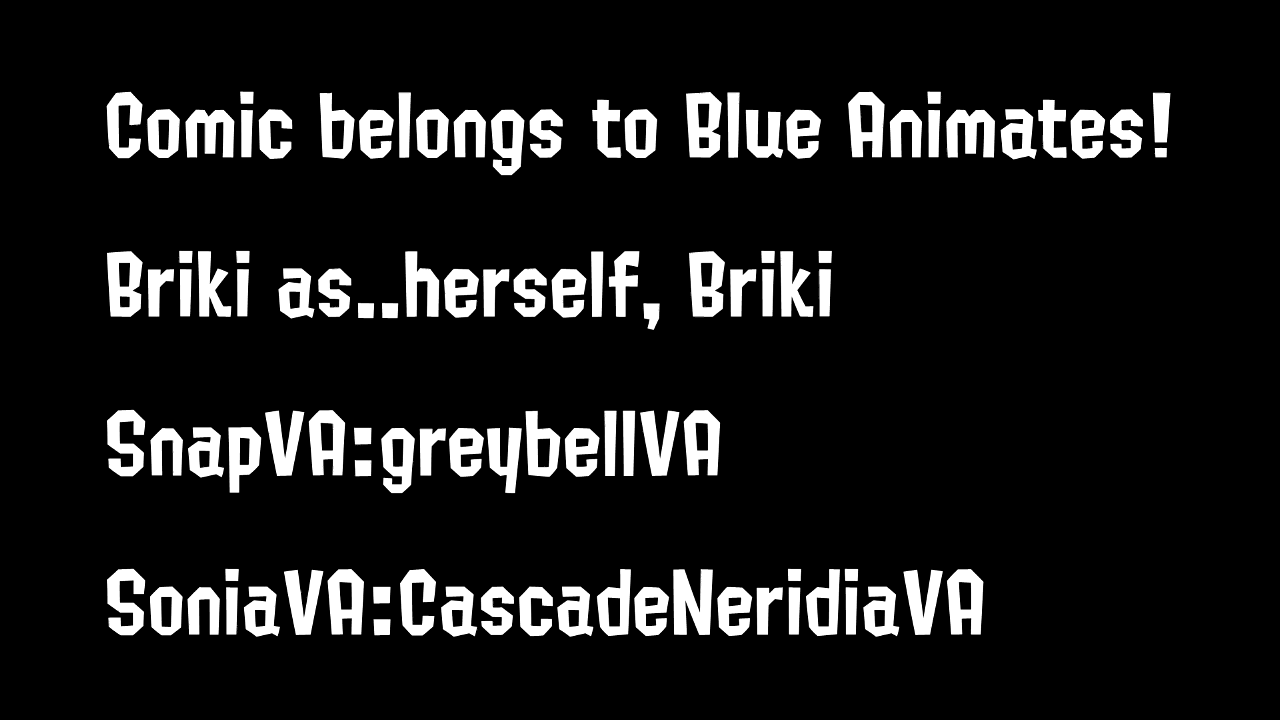 Comic belongs to Blue Animates!
Briki as..herself, Briki
SnapVA:greybellVA
SoniaVA:CascadeNeridiaVA